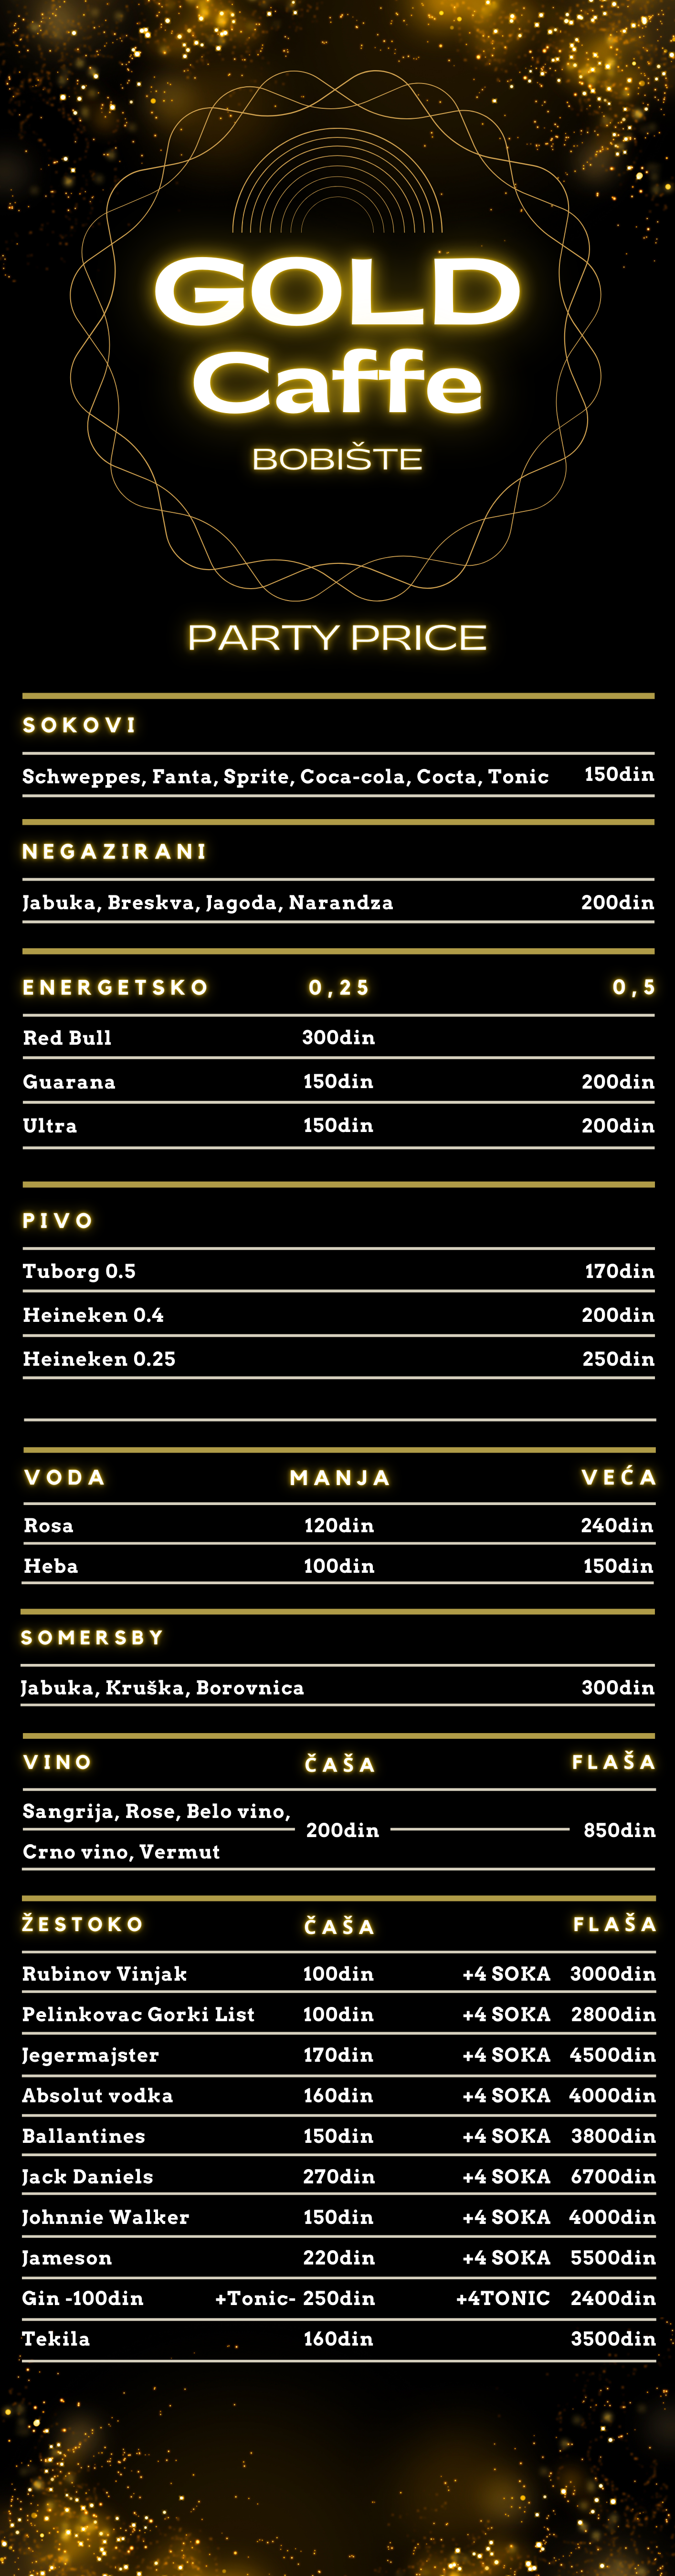 GOLD
Caffe
BOBIŠTE
PARTY PRICE
SOKOVI
Schweppes, Fanta, Sprite, Coca-cola, Cocta, Tonic 150din
NEGAZIRANI
Jabuka, Breskva, Jagoda, Narandza 200din
ENERGETSKO 0,25 0,5
Red Bull 300din
Guarana 150din 200din
Ultra 150din 200din
PIVO
Tuborg 0.5 170din
Heineken 0.4 200din
Heineken 0.25 250din
VODA MANJA VEĆA
Rosa 120din 240din
Heba 100din 150din
SOMERSBY
Jabuka, Kruška, Borovnica 300din
VINO ČAŠA FLAŠA
Sangrija, Rose, Belo vino,
200din 850din
Crno vino, Vermut
ŽESTOKO ČAŠA FLAŠA
Rubinov Vinjak 100din +4 SOKA 3000din
Pelinkovac Gorki List 100din +4 SOKA 2800din
Jegermajster 170din +4 SOKA 4500din
Absolut vodka 160din +4 SOKA 4000din
Ballantines 150din +4 SOKA 3800din
Jack Daniels 270din +4 SOKA 6700din
Johnnie Walker 150din +4 SOKA 4000din
Jameson 220din +4 SOKA 5500din
Gin -100din +Tonic- 250din +4TONIC 2400din
Tekila 160din 3500din